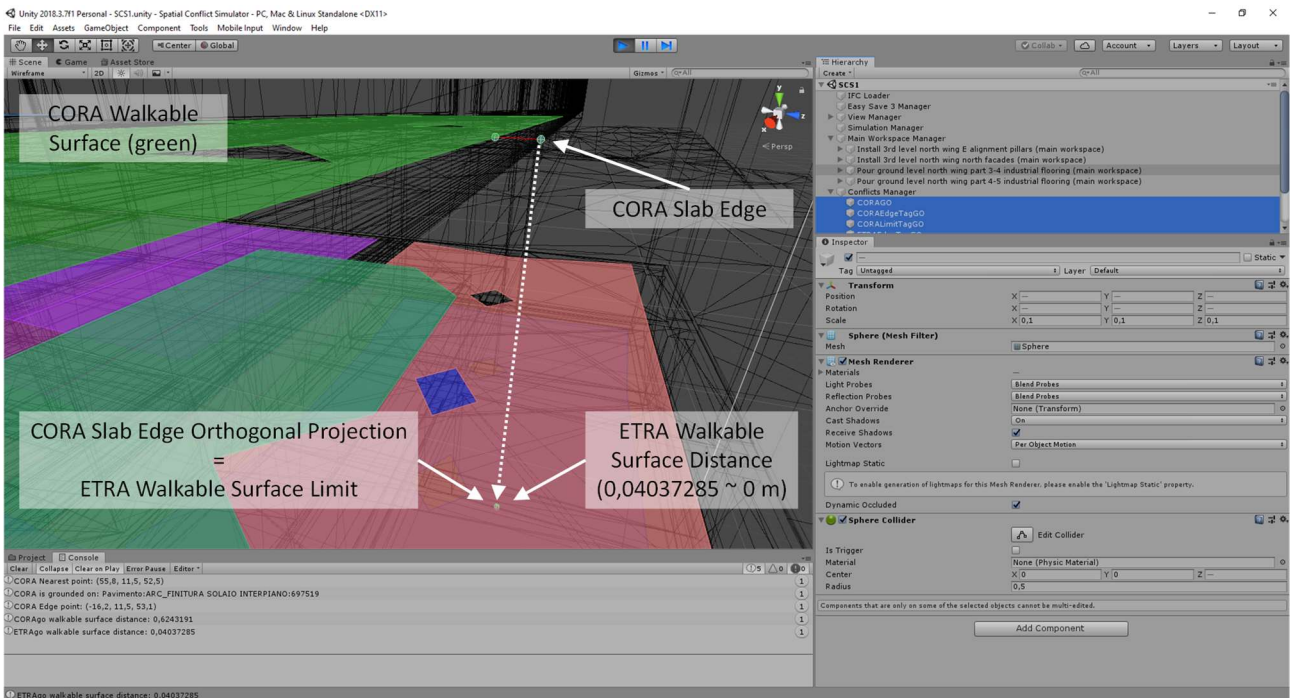 Unity 2018.3.7f1 Personal - SCS1.unity - Spatial Conflict Simulator - PC, Mac & Linux Standalone <DX11>
File Edit Assets GameObject Component Tools Mobile Input Window Help
Center Global
Collab Account Layers Layout
Scene Game Asset Store
Wireframe 2D Gizmos All
y
z
x
Persp
CORA Walkable
Surface (green)
CORA Slab Edge
CORA Slab Edge Orthogonal Projection
=
ETRA Walkable Surface Limit
ETRA Walkable
Surface Distance
(0,04037285 ~ 0 m)
Project Console
Clear Collapse Clear on Play Error Pause Editor 5 0 0
CORA Nearest point: (55,8, 11,5, 52,5) 1
CORA is grounded on: Pavimento:ARC_FINITURA SOLAIO INTERPIANO:697519 1
CORA Edge point: (-16,2, 11,5, 53,1) 1
CORAgo walkable surface distance: 0,6243191 1
ETRAgo walkable surface distance: 0,04037285 1
ETRAgo walkable surface distance: 0,04037285
Hierarchy
Create All
SCS1
IFC Loader
Easy Save 3 Manager
View Manager
Simulation Manager
Main Workspace Manager
Install 3rd level north wing E alignment pillars (main workspace)
Install 3rd level north wing north facades (main workspace)
Pour ground level north wing part 3-4 industrial flooring (main workspace)
Pour ground level north wing part 4-5 industrial flooring (main workspace)
Conflicts Manager
CORAGO
CORAEdgeTagGO
CORALimitTagGO
Inspector
— Static
Tag Untagged Layer Default
Transform
Position X — Y — Z —
Rotation X — Y — Z —
Scale X 0,1 Y 0,1 Z 0,1
Sphere (Mesh Filter)
Mesh Sphere
Mesh Renderer
Materials —
Light Probes Blend Probes
Reflection Probes Blend Probes
Anchor Override None (Transform)
Cast Shadows On
Receive Shadows
Motion Vectors Per Object Motion
Lightmap Static
To enable generation of lightmaps for this Mesh Renderer, please enable the 'Lightmap Static' property.
Dynamic Occluded
Sphere Collider
Edit Collider
Is Trigger
Material None (Physic Material)
Center X 0 Y 0 Z —
Radius 0,5
Components that are only on some of the selected objects cannot be multi-edited.
Add Component